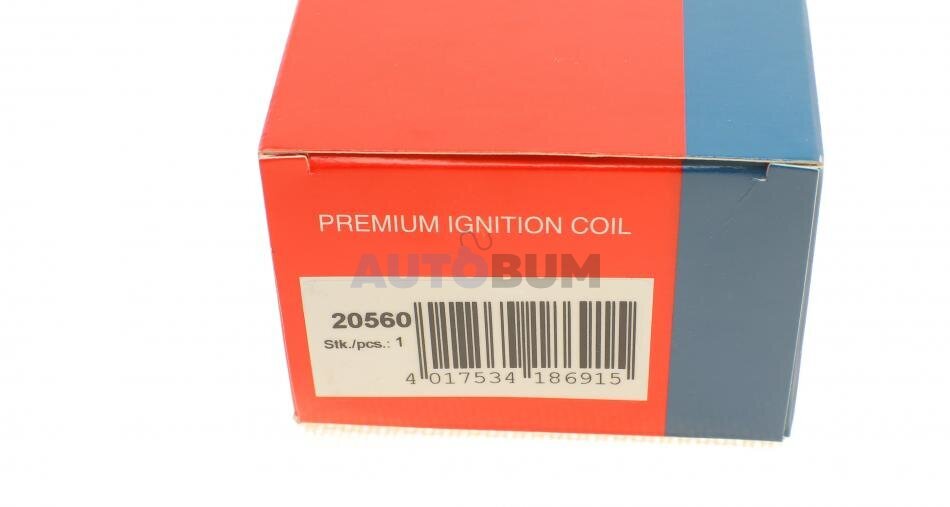 PREMIUM IGNITION COIL
AUTOBUM
20560
Stk./pcs.: 1
4 017534 186915